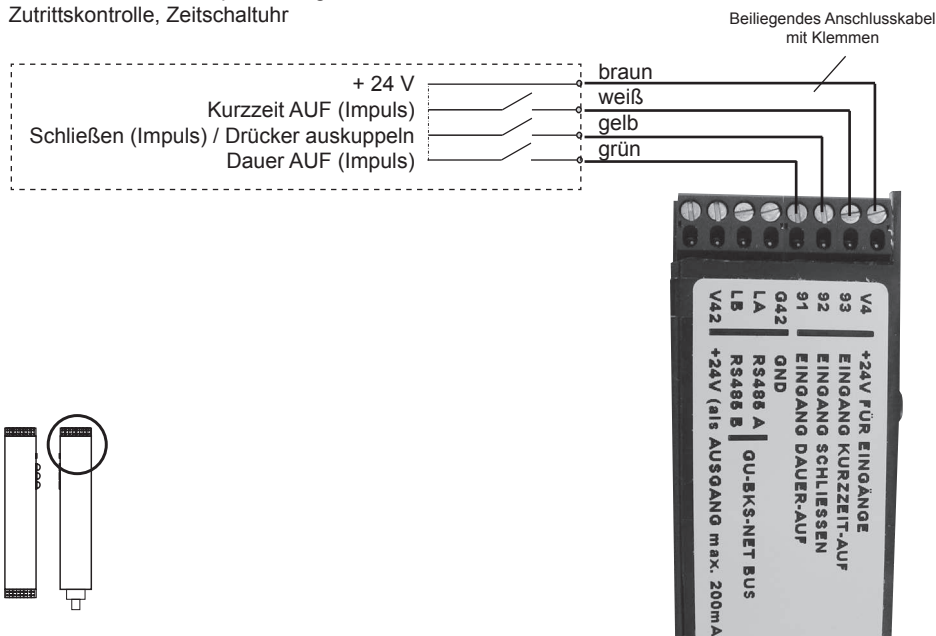 Zutrittskontrolle, Zeitschaltuhr
Beiliegendes Anschlusskabel
mit Klemmen
+ 24 V
Kurzzeit AUF (Impuls)
Schließen (Impuls) / Drücker auskuppeln
Dauer AUF (Impuls)
braun
weiß
gelb
grün
V4 +24V FÜR EINGÄNGE
93 EINGANG KURZZEIT-AUF
92 EINGANG SCHLIESSEN
91 EINGANG DAUER-AUF
G42 GND
LA RS485 A
LB RS485 B
GU-BKS-NET BUS
V42 +24V (als AUSGANG max. 200mA